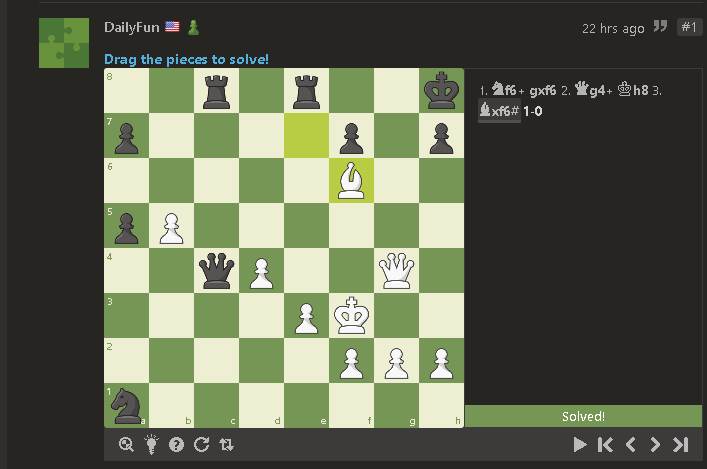 DailyFun
22 hrs ago #1
Drag the pieces to solve!
8
7
6
5
4
3
2
1
a b c d e f g h
1. ♞f6+ gxf6 2. ♛g4+ ♔h8 3.
♝xf6# 1-0
Solved!